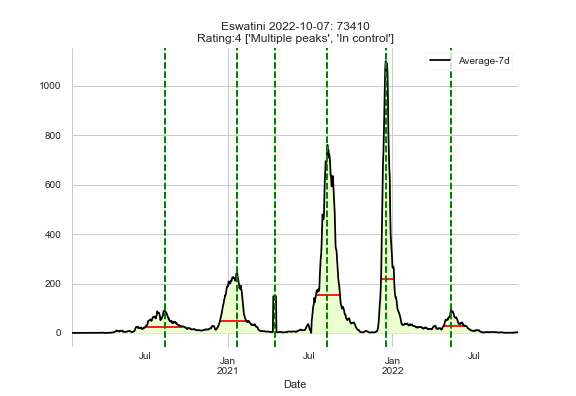 Eswatini 2022-10-07: 73410
Rating:4 ['Multiple peaks', 'In control']
Average-7d
1000
800
600
400
200
0
Jul
Jan
2021
Jul
Jan
2022
Jul
Date